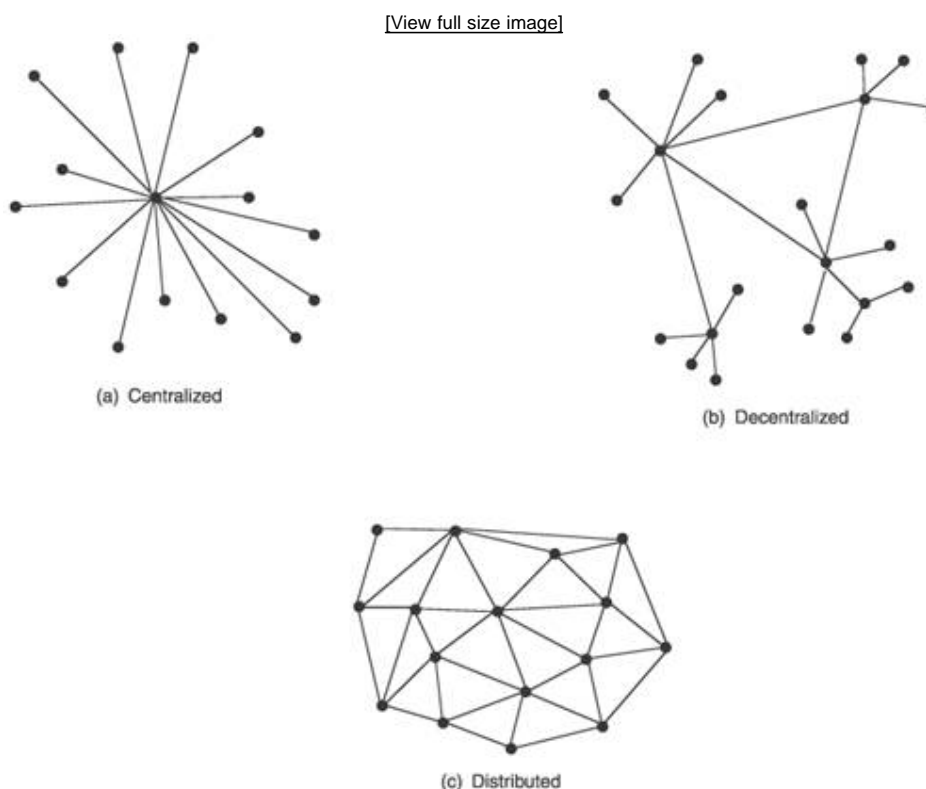 [View full size image]
(a) Centralized
(b) Decentralized
(c) Distributed